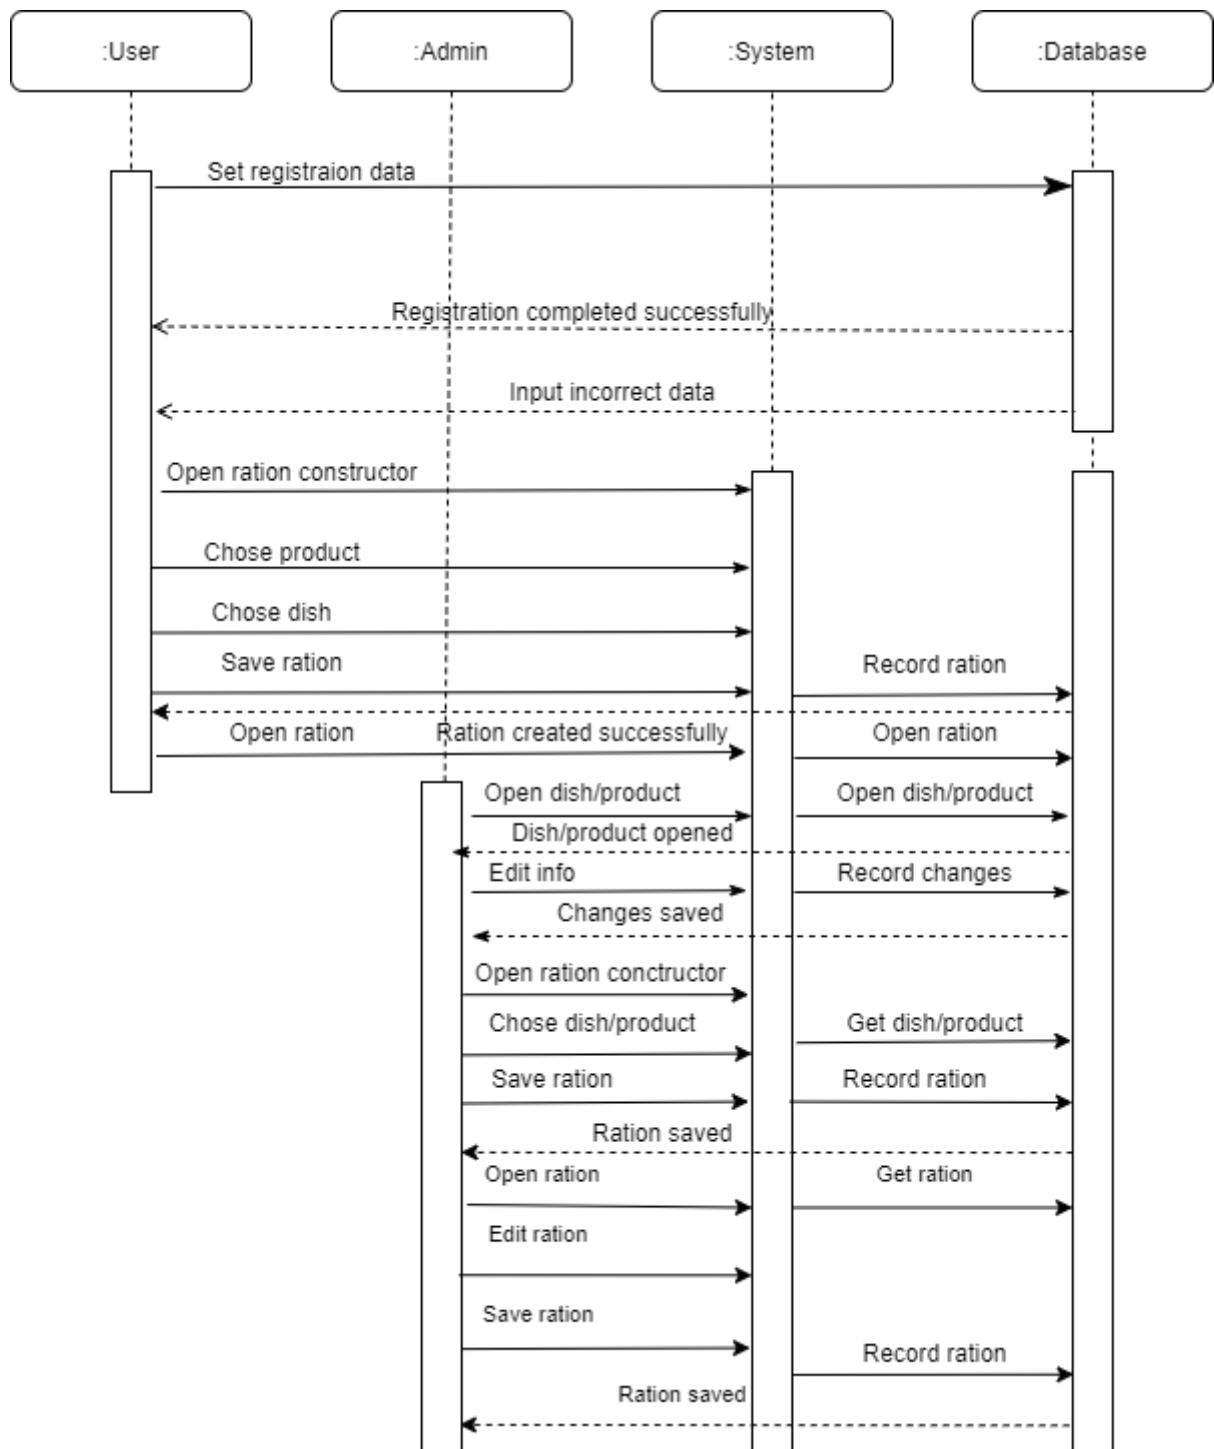 :User
:Admin
:System
:Database
Set registraion data
Registration completed successfully
Input incorrect data
Open ration constructor
Chose product
Chose dish
Save ration
Record ration
Open ration
Ration created successfully
Open ration
Open dish/product
Open dish/product
Dish/product opened
Edit info
Record changes
Changes saved
Open ration conctructor
Chose dish/product
Get dish/product
Save ration
Record ration
Ration saved
Open ration
Get ration
Edit ration
Save ration
Record ration
Ration saved